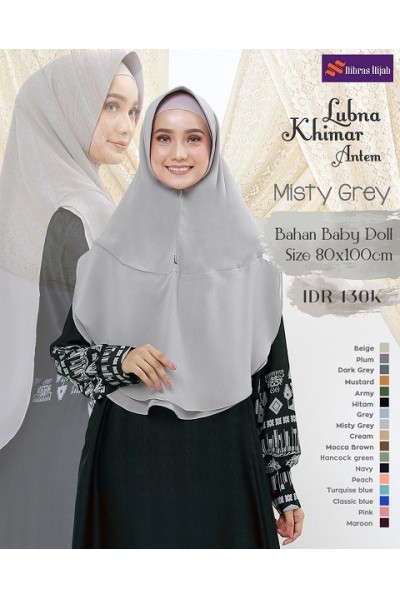 Nibras Hijab
Lubna
Khimar
Antem
Misty Grey
Bahan Baby Doll
Size 80x100cm
IDR 130K
Beige
Plum
Dark Grey
Mustard
Army
Hitam
Grey
Misty Grey
Cream
Mocca Brown
Hancock green
Navy
Peach
Turquise blue
Classic blue
Pink
Maroon